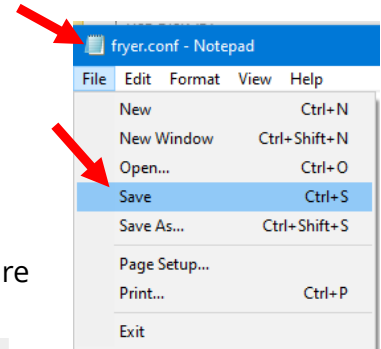 fryer.conf - Notepad
File Edit Format View Help
New Ctrl+N
New Window Ctrl+Shift+N
Open... Ctrl+O
Save Ctrl+S
Save As... Ctrl+Shift+S
re
Page Setup...
Print... Ctrl+P
Exit